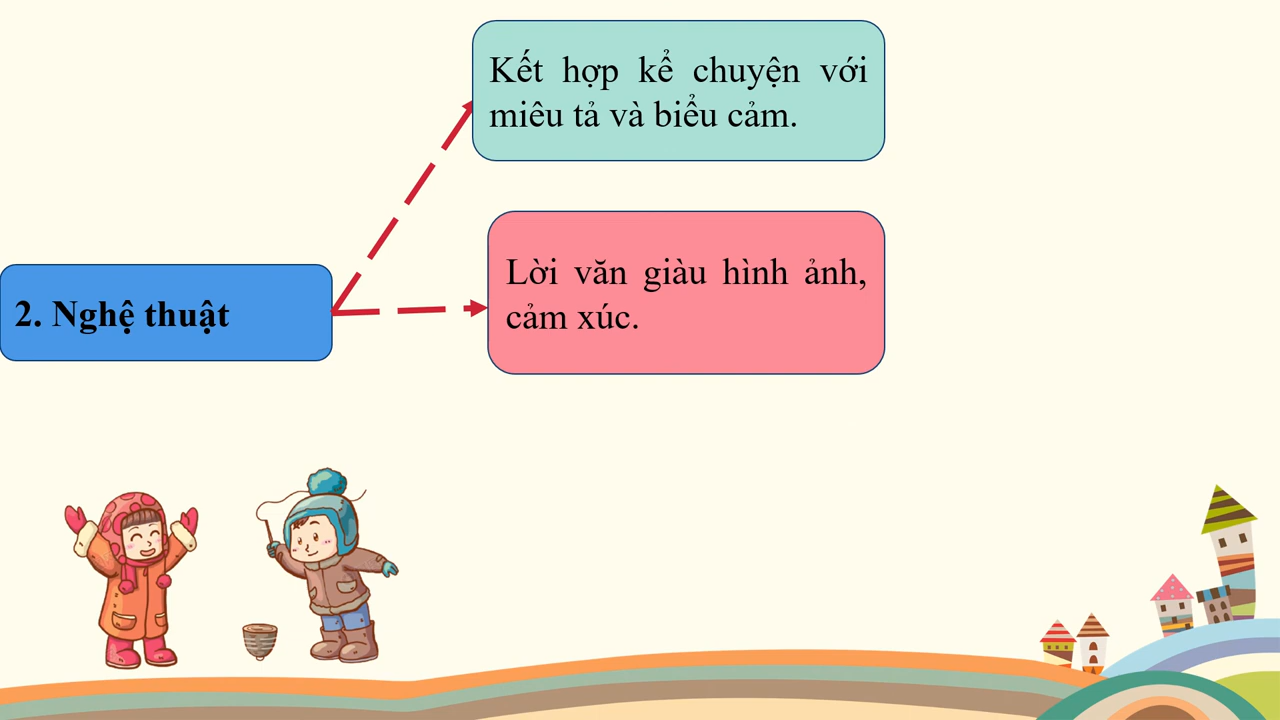 Kết hợp kể chuyện với
miêu tả và biểu cảm.
2. Nghệ thuật
Lời văn giàu hình ảnh,
cảm xúc.